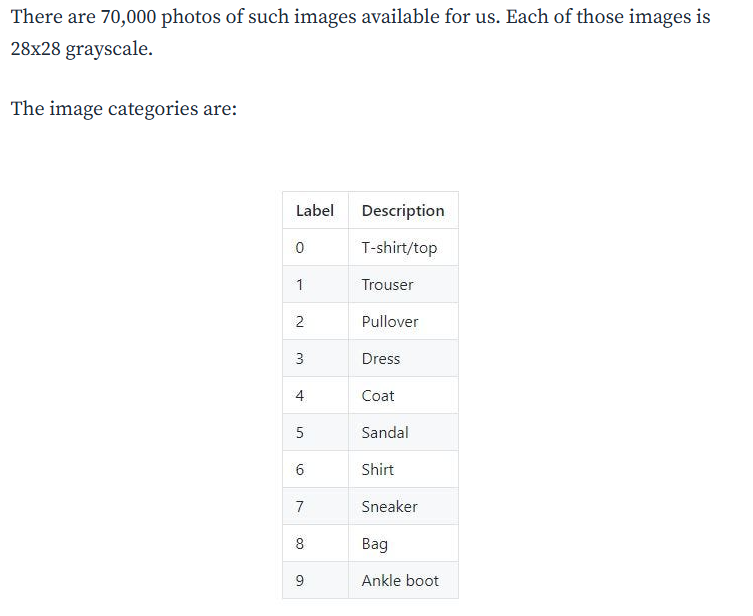 There are 70,000 photos of such images available for us. Each of those images is
28x28 grayscale.
The image categories are:
Label Description
0 T-shirt/top
1 Trouser
2 Pullover
3 Dress
4 Coat
5 Sandal
6 Shirt
7 Sneaker
8 Bag
9 Ankle boot